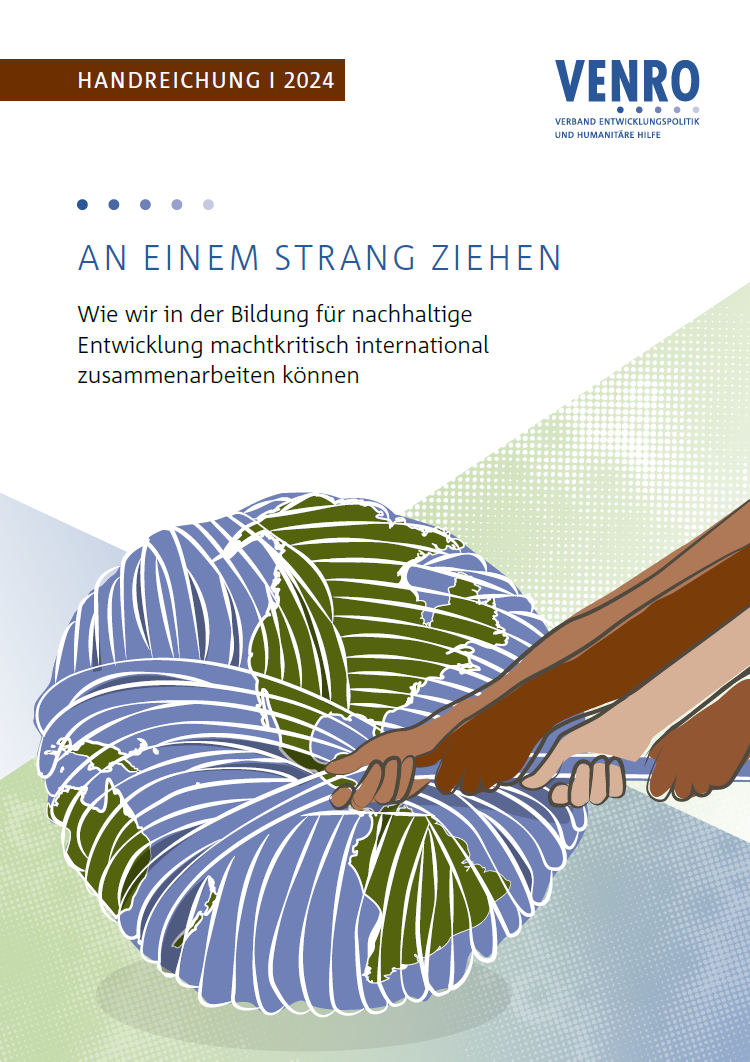 HANDREICHUNG I 2024
VENRO
VERBAND ENTWICKLUNGSPOLITIK
UND HUMANITÄRE HILFE
AN EINEM STRANG ZIEHEN
Wie wir in der Bildung für nachhaltige
Entwicklung machtkritisch international
zusammenarbeiten können